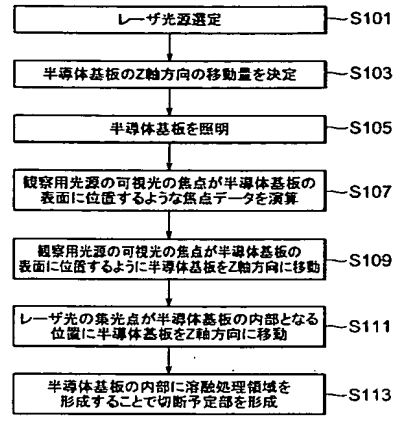 レーザ光源選定
S101
半導体基板のZ軸方向の移動量を決定
S103
半導体基板を照明
S105
観察用光源の可視光の焦点が半導体基板の
表面に位置するような焦点データを演算
S107
観察用光源の可視光の焦点が半導体基板の
表面に位置するように半導体基板をZ軸方向に移動
S109
レーザ光の集光点が半導体基板の内部となる
位置に半導体基板をZ軸方向に移動
S111
半導体基板の内部に溶融処理領域を
形成することで切断予定部を形成
S113